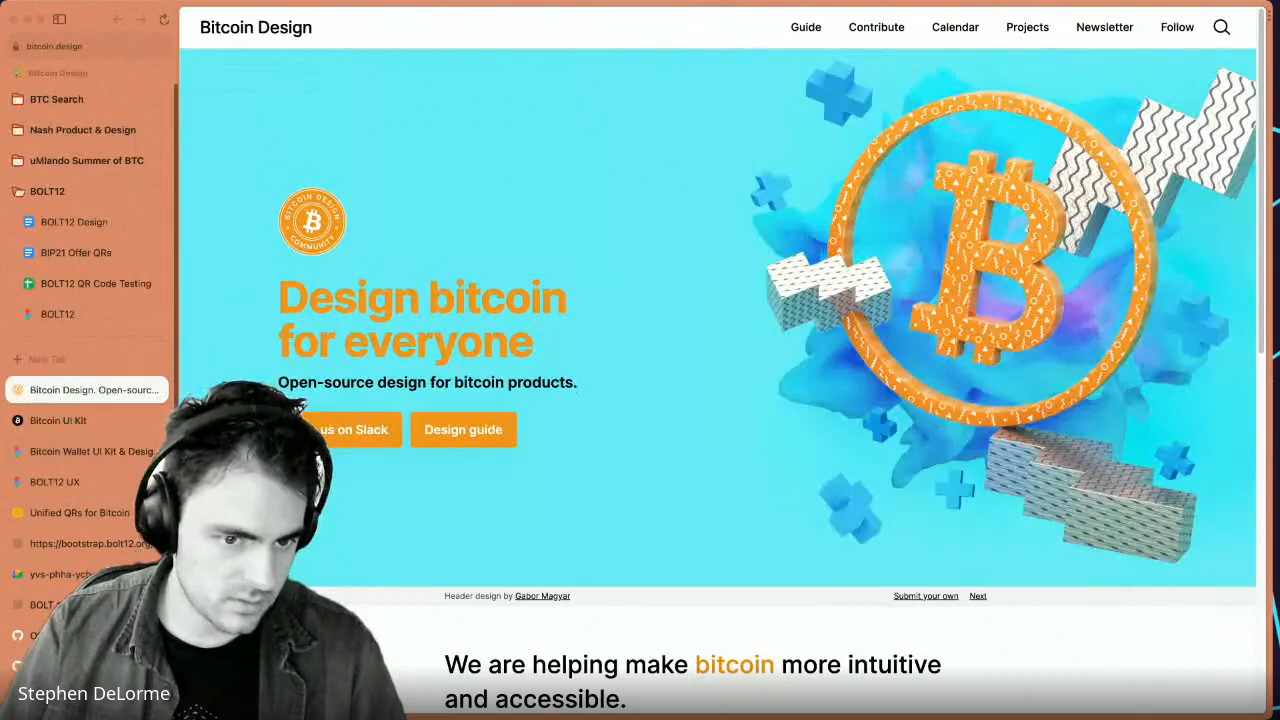 bitcoin.design
Bitcoin Design
BTC Search
Nash Product & Design
uMlando Summer of BTC
BOLT12
BOLT12 Design
BIP21 Offer QRs
BOLT12 QR Code Testing
BOLT12
New Tab
Bitcoin Design. Open-sourc...
Bitcoin UI Kit
Bitcoin Wallet UI Kit & Desig...
BOLT12 UX
Unified QRs for Bitcoin
https://bootstrap.bolt12.org
yvs-phha-ych
BOLT
Stephen DeLorme
Bitcoin Design
Guide Contribute Calendar Projects Newsletter Follow
BITCOIN DESIGN
COMMUNITY
Design bitcoin
for everyone
Open-source design for bitcoin products.
us on Slack
Design guide
Header design by Gabor Magyar
Submit your own Next
We are helping make bitcoin more intuitive
and accessible.